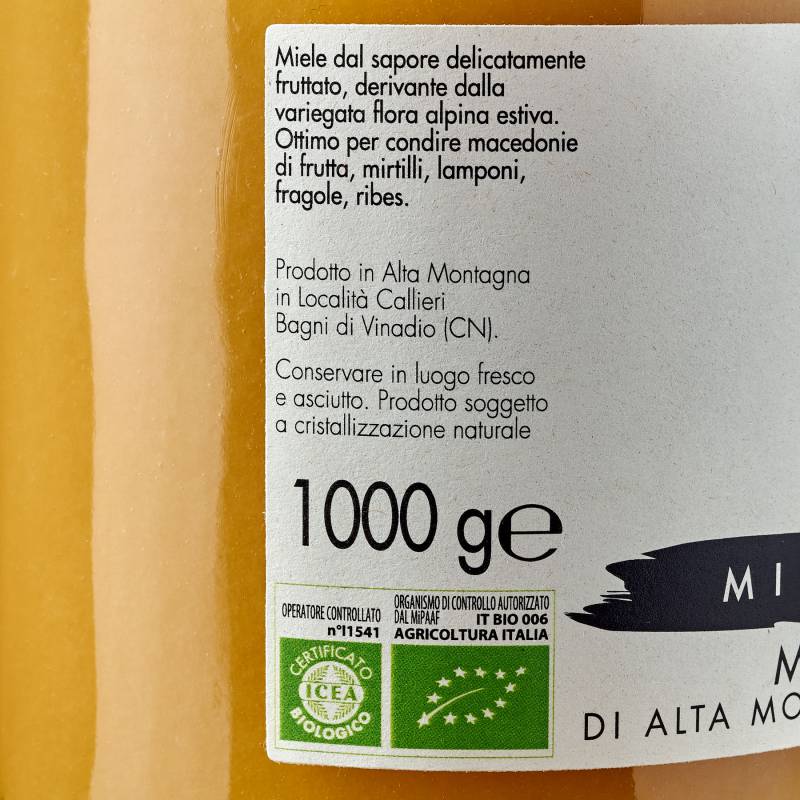 Miele dal sapore delicatamente
fruttato, derivante dalla
variegata flora alpina estiva.
Ottimo per condire macedonie
di frutta, mirtilli, lamponi,
fragole, ribes.
Prodotto in Alta Montagna
in Località Callieri
Bagni di Vinadio (CN).
Conservare in luogo fresco
e asciutto. Prodotto soggetto
a cristallizzazione naturale
1000 g℮
OPERATORE CONTROLLATO
n°I1541
ORGANISMO DI CONTROLLO AUTORIZZATO
DAL MiPAAF IT BIO 006
AGRICOLTURA ITALIA
CERTIFICATO
ICEA
BIOLOGICO
MI
M
DI ALTA MO